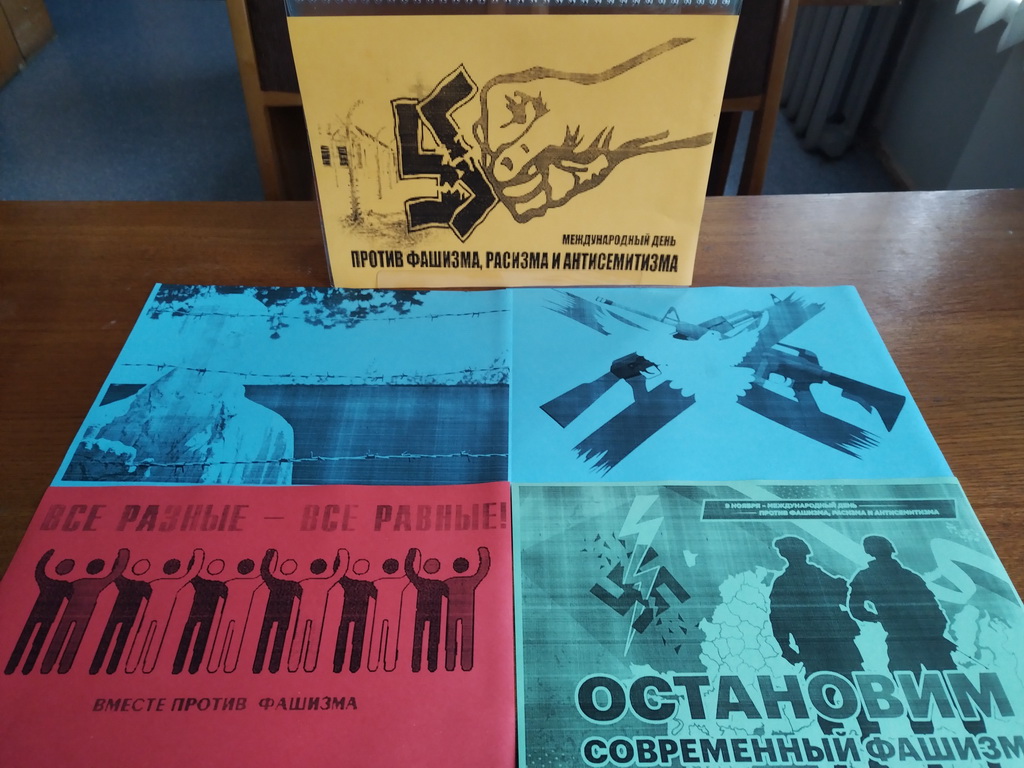 МЕЖДУНАРОДНЫЙ ДЕНЬ
ПРОТИВ ФАШИЗМА, РАСИЗМА И АНТИСЕМИТИЗМА
ВСЕ РАЗНЫЕ – ВСЕ РАВНЫЕ!
ВМЕСТЕ ПРОТИВ ФАШИЗМА
9 НОЯБРЯ – МЕЖДУНАРОДНЫЙ ДЕНЬ
ПРОТИВ ФАШИЗМА, РАСИЗМА И АНТИСЕМИТИЗМА
ОСТАНОВИМ
СОВРЕМЕННЫЙ ФАШИЗМ